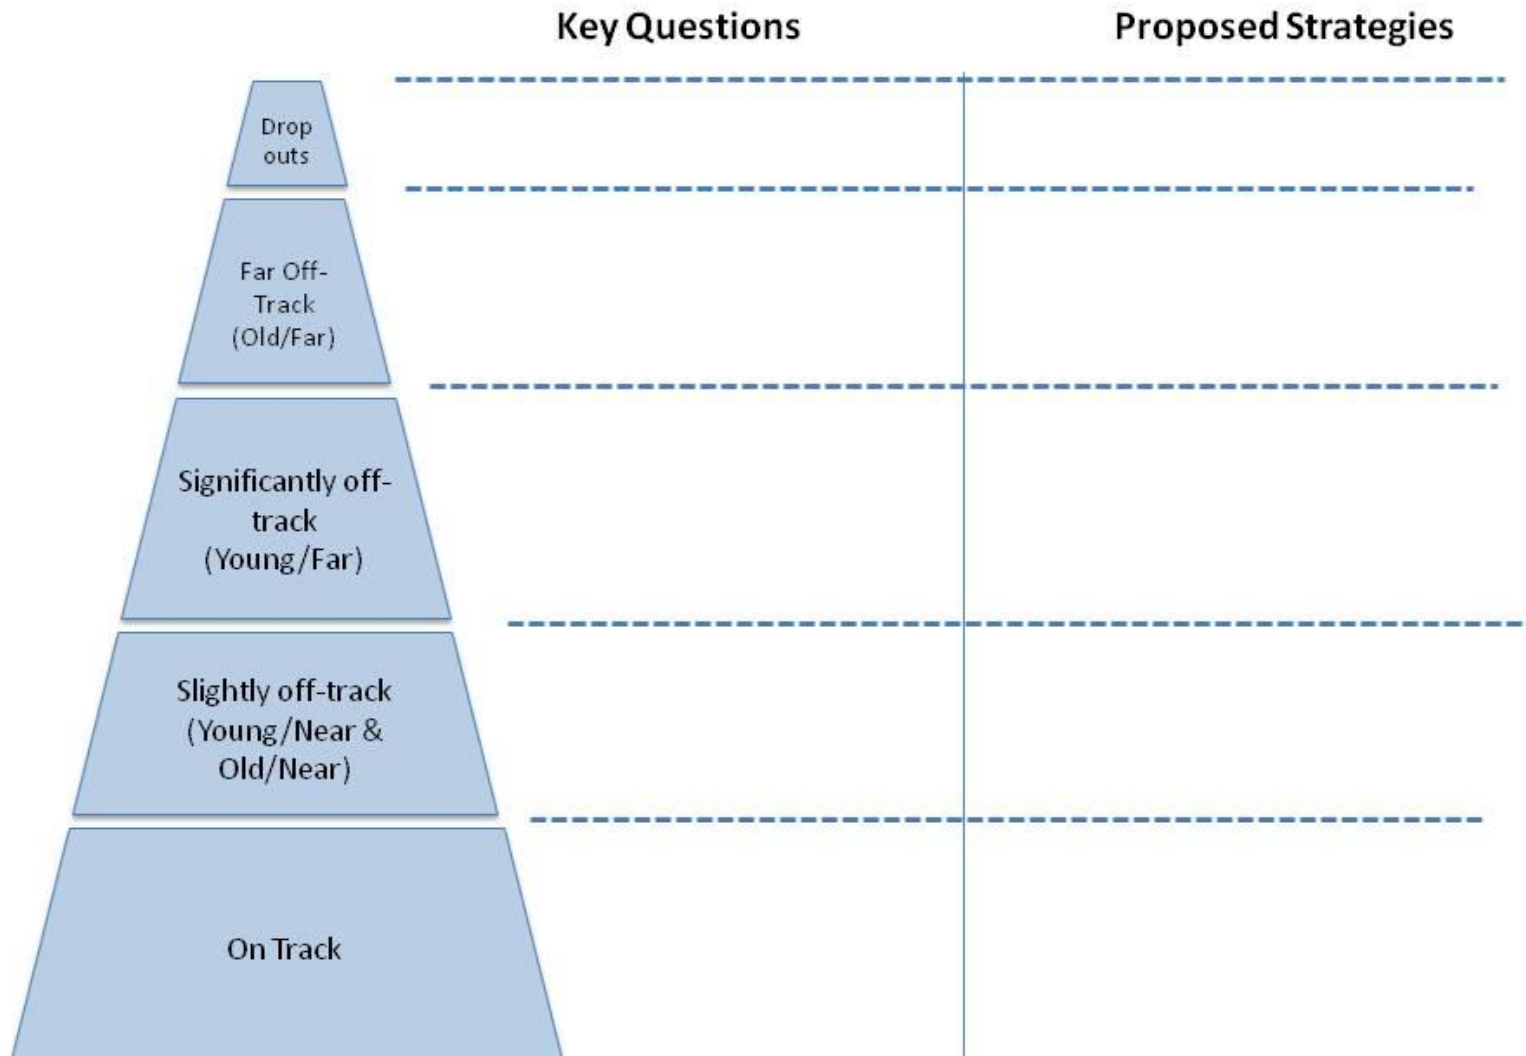 Key Questions
Proposed Strategies
Drop
outs
Far Off-
Track
(Old/Far)
Significantly off-
track
(Young/Far)
Slightly off-track
(Young/Near &
Old/Near)
On Track